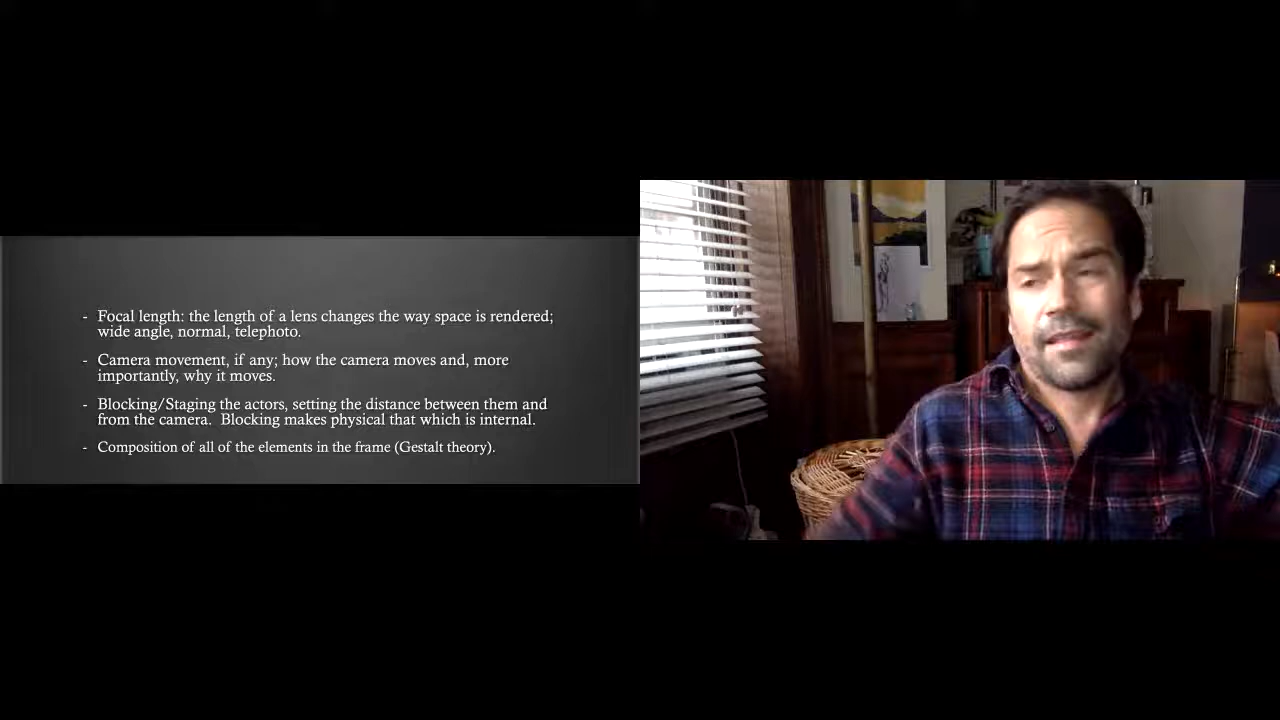 - Focal length: the length of a lens changes the way space is rendered;
wide angle, normal, telephoto.
- Camera movement, if any; how the camera moves and, more
importantly, why it moves.
- Blocking/Staging the actors, setting the distance between them and
from the camera.  Blocking makes physical that which is internal.
- Composition of all of the elements in the frame (Gestalt theory).